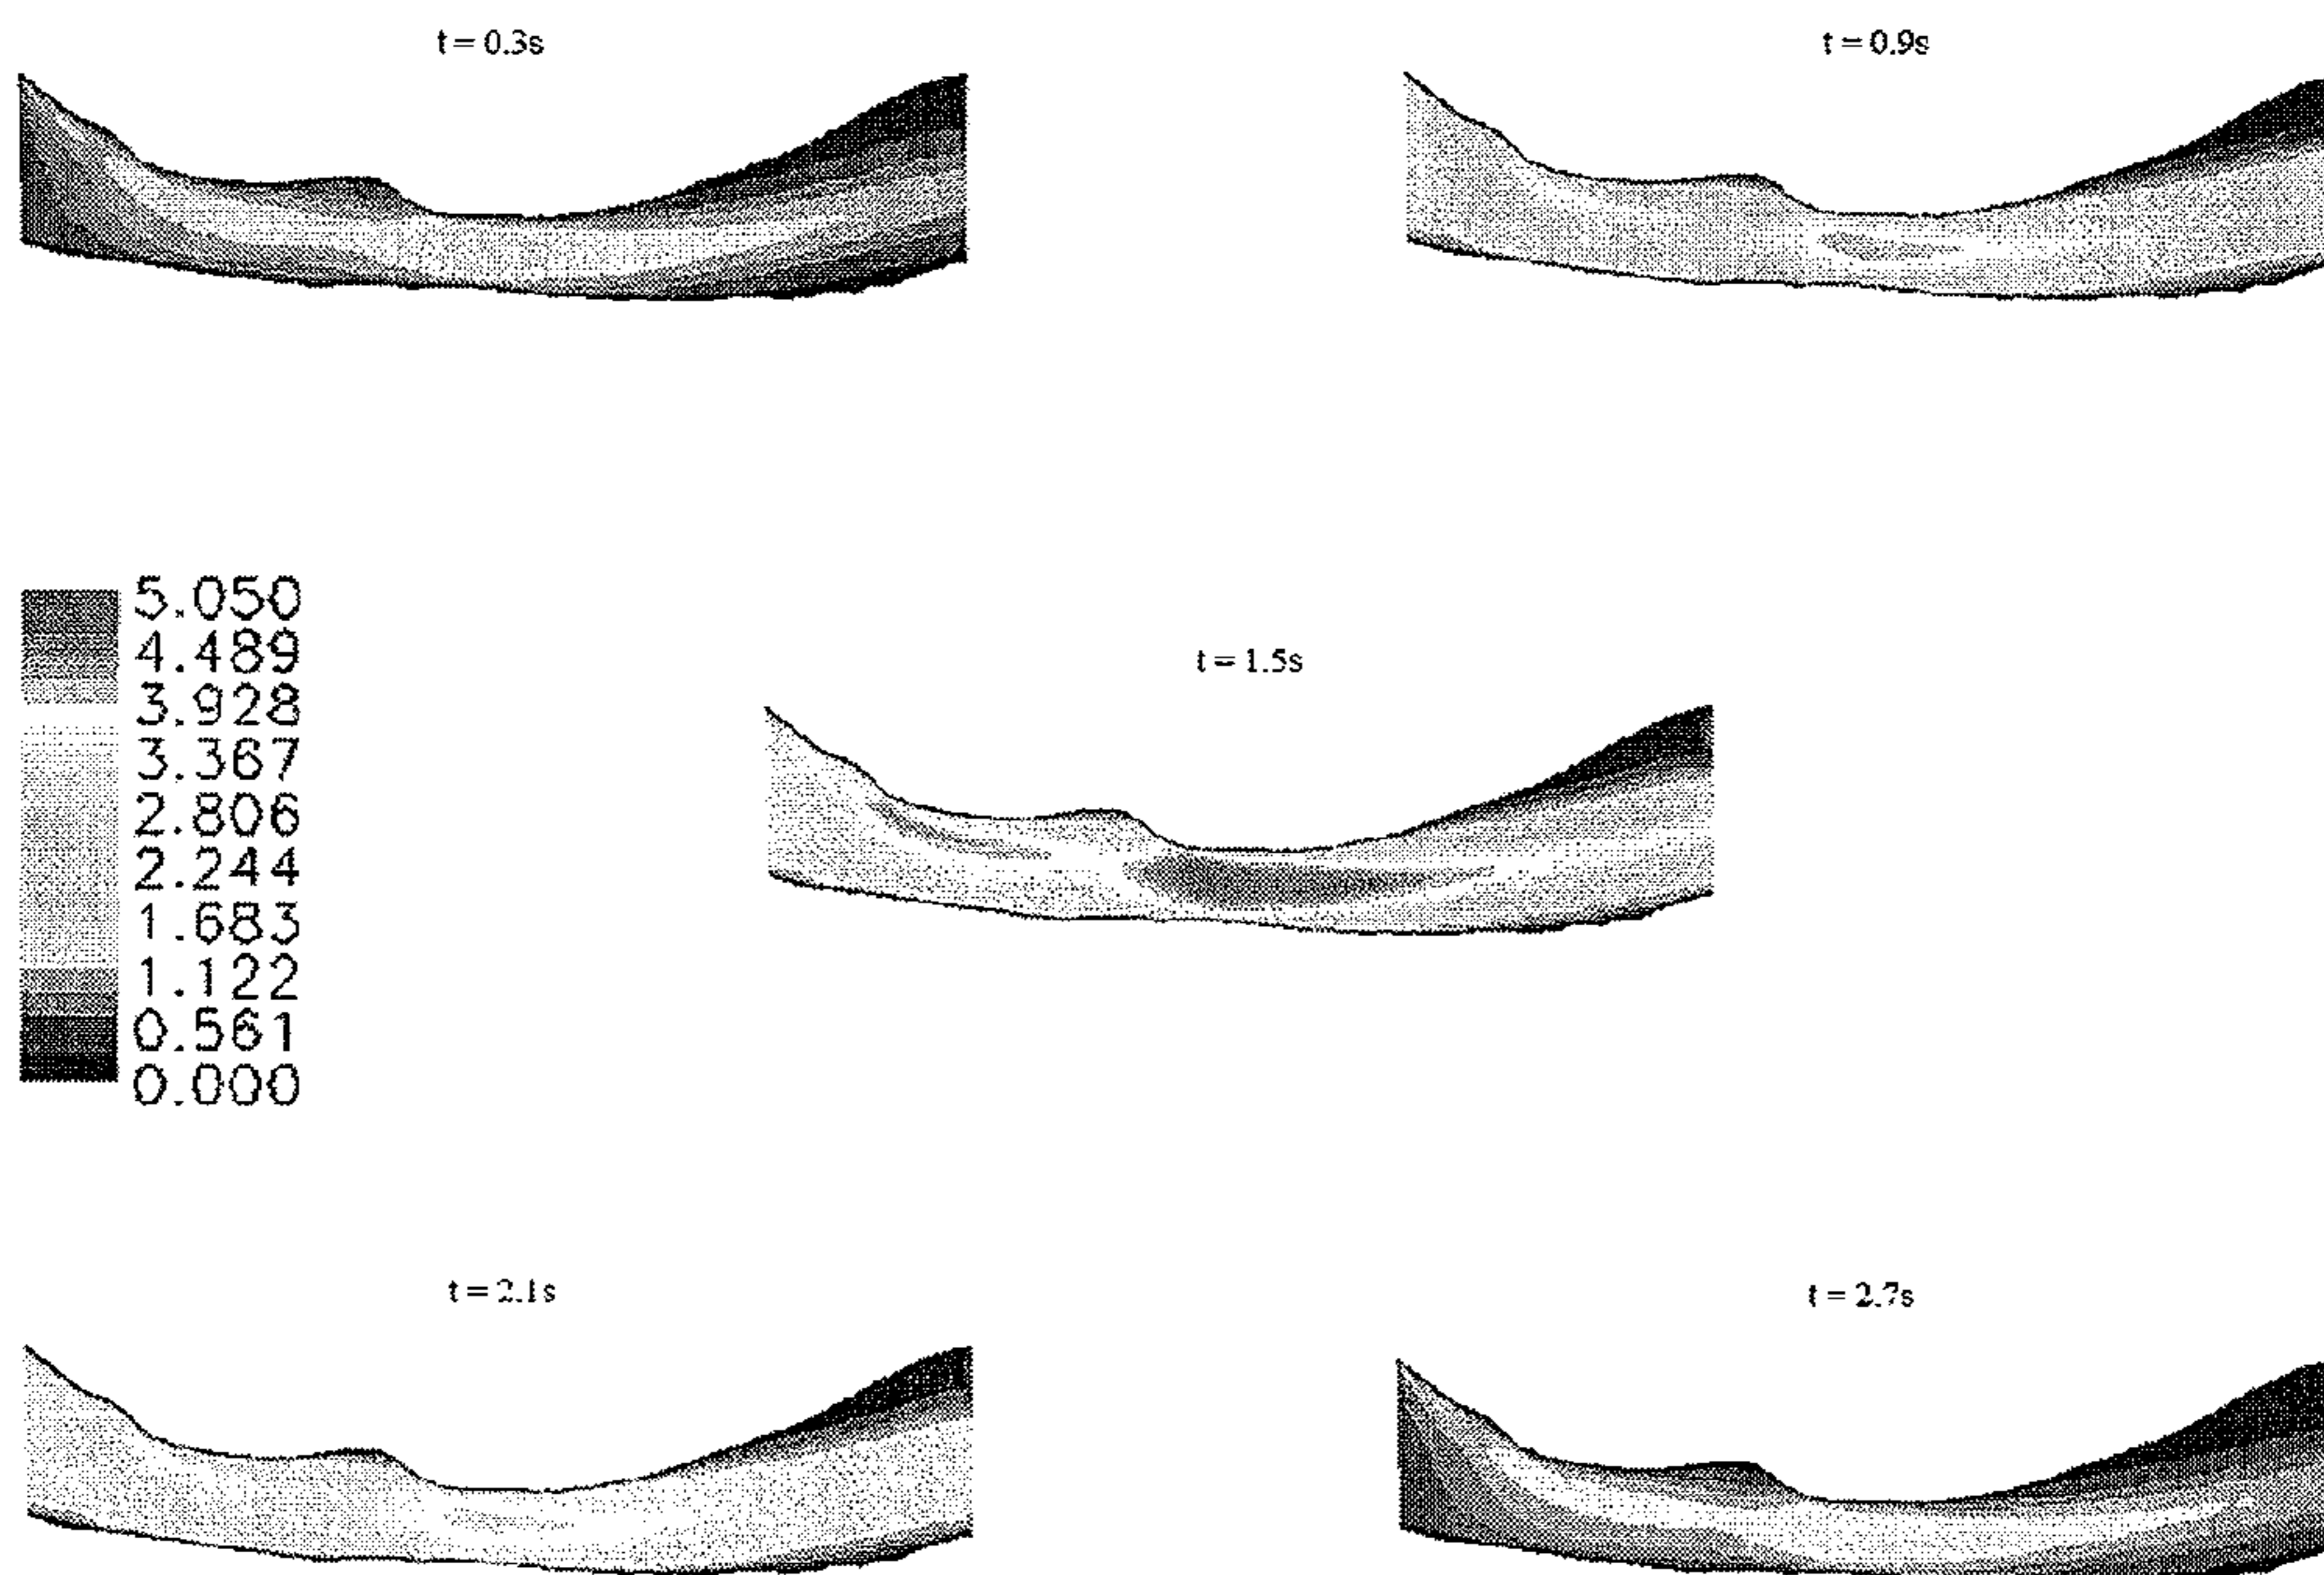 t = 0.3s
t = 0.9s
5.050
4.489
3.928
3.367
2.806
2.244
1.683
1.122
0.561
0.000
t = 1.5s
t = 2.1s
t = 2.7s